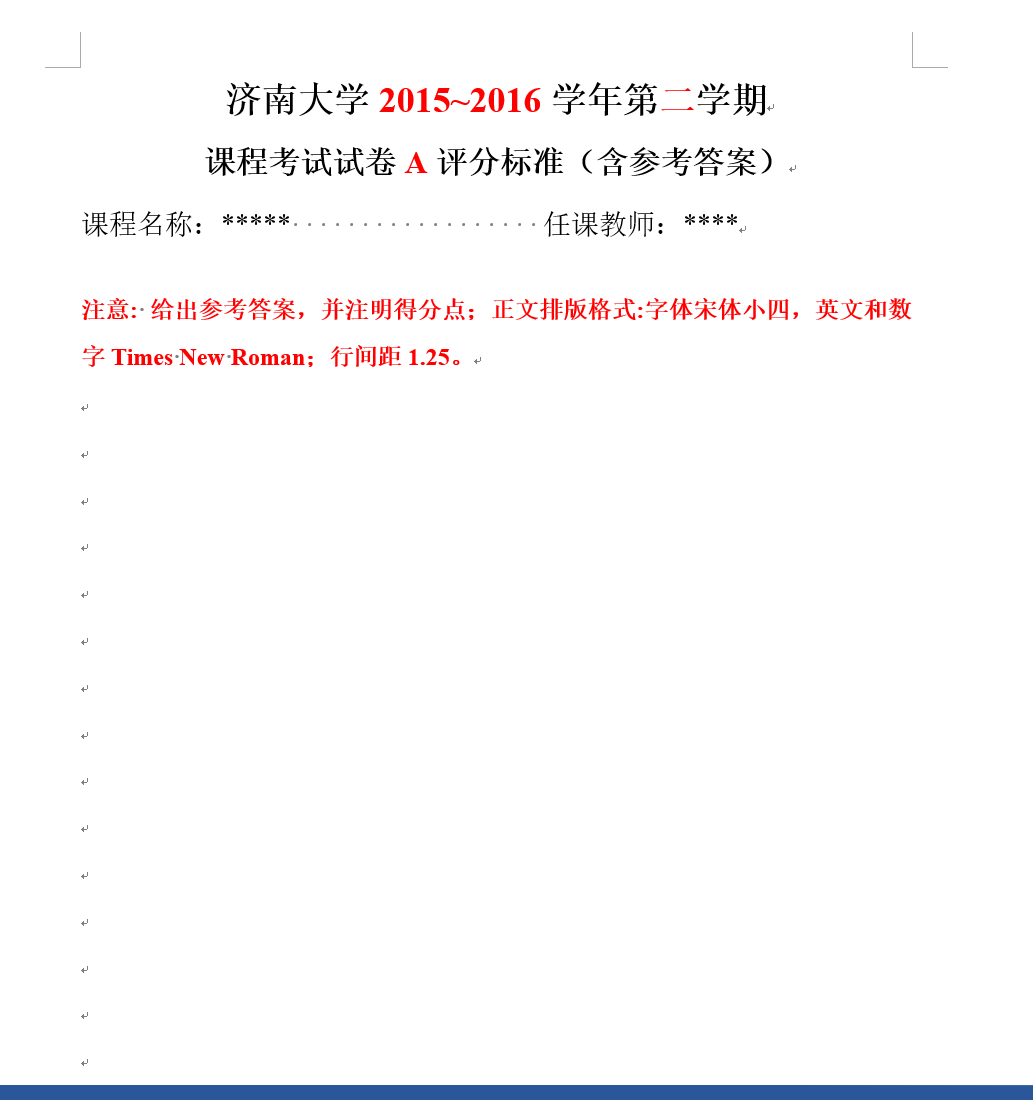 济南大学 2015~2016 学年第二学期
课程考试试卷 A 评分标准（含参考答案）
课程名称：***** 任课教师：****
注意: 给出参考答案，并注明得分点；正文排版格式:字体宋体小四，英文和数
字 Times New Roman；行间距 1.25。